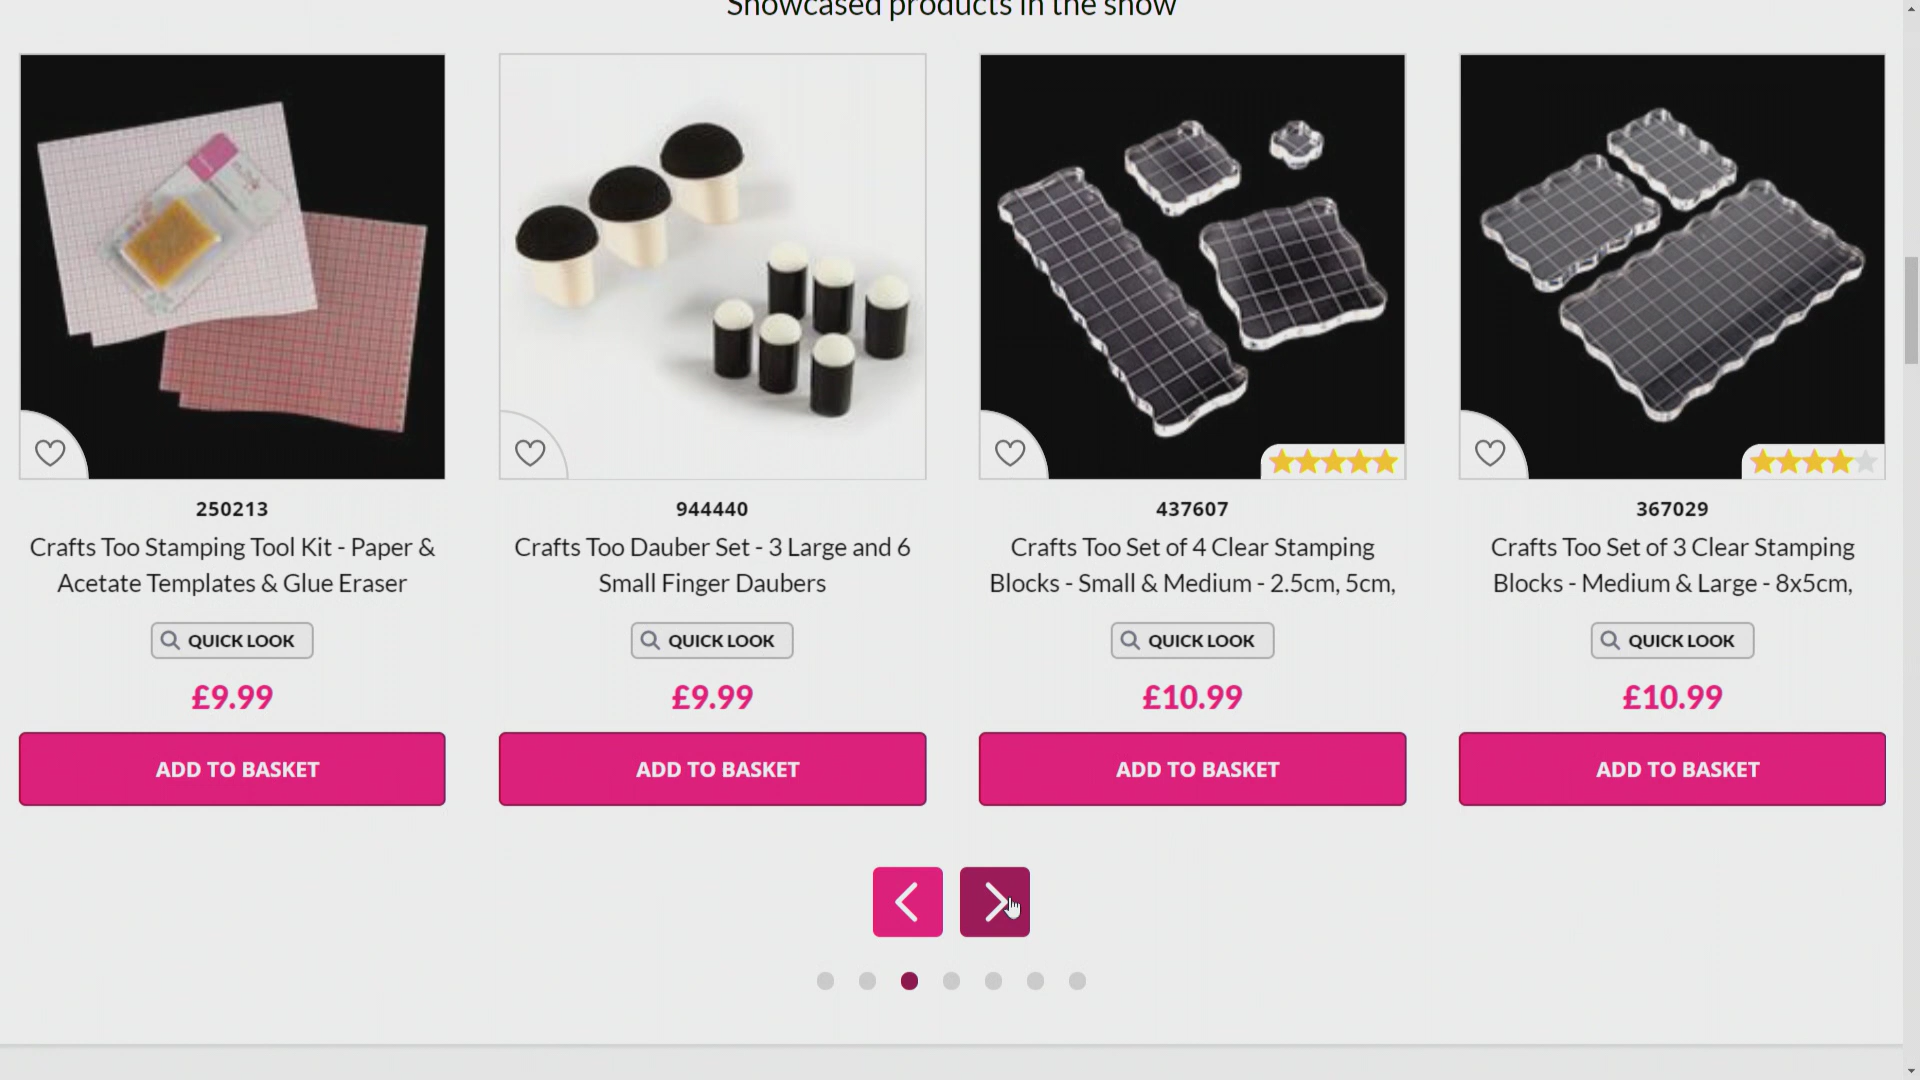 Showcased products in the show
250213
Crafts Too Stamping Tool Kit - Paper &
Acetate Templates & Glue Eraser
QUICK LOOK
£9.99
ADD TO BASKET
944440
Crafts Too Dauber Set - 3 Large and 6
Small Finger Daubers
QUICK LOOK
£9.99
ADD TO BASKET
437607
Crafts Too Set of 4 Clear Stamping
Blocks - Small & Medium - 2.5cm, 5cm,
QUICK LOOK
£10.99
ADD TO BASKET
367029
Crafts Too Set of 3 Clear Stamping
Blocks - Medium & Large - 8x5cm,
QUICK LOOK
£10.99
ADD TO BASKET